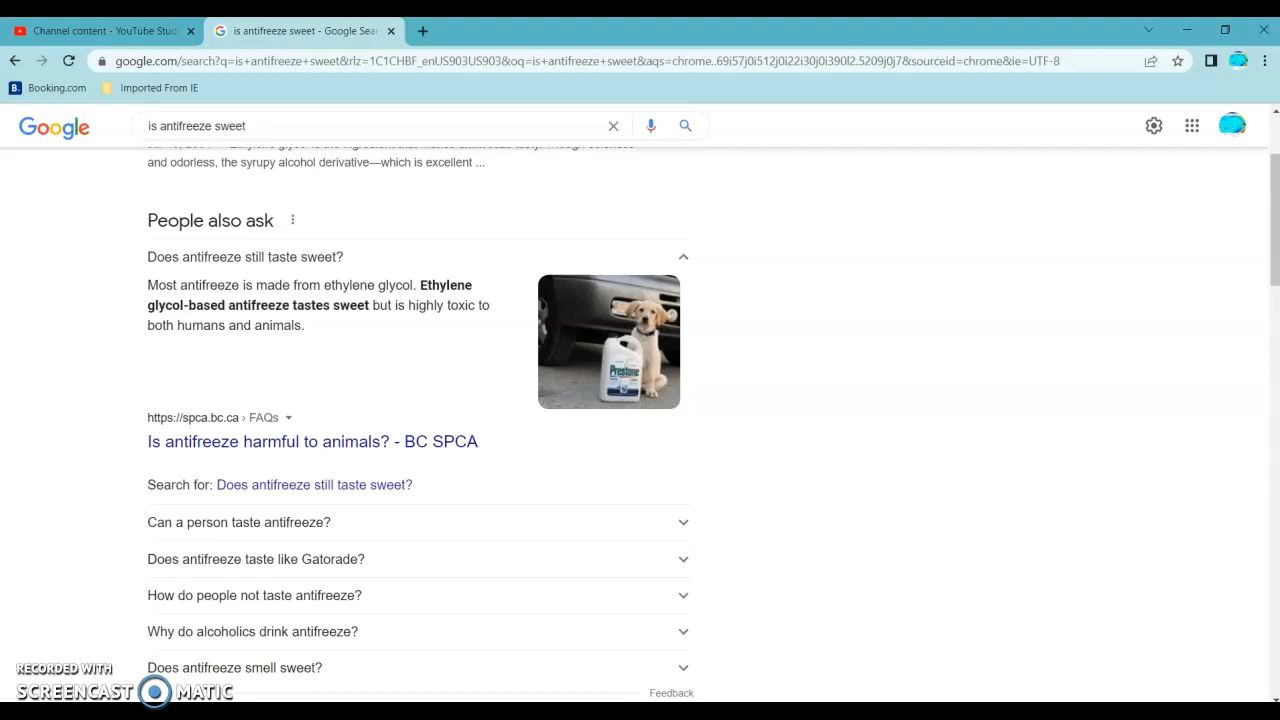 Channel content - YouTube Stud
is antifreeze sweet - Google Sear
google.com/search?q=is+antifreeze+sweet&rlz=1C1CHBF_enUS903US903&oq=is+antifreeze+sweet&aqs=chrome..69i57j0i512j0i22i30j0i390l2.5209j0j7&sourceid=chrome&ie=UTF-8
B. Booking.com Imported From IE
Google is antifreeze sweet
and odorless, the syrupy alcohol derivative—which is excellent ...
People also ask
Does antifreeze still taste sweet?
Most antifreeze is made from ethylene glycol. Ethylene
glycol-based antifreeze tastes sweet but is highly toxic to
both humans and animals.
Prestone
https://spca.bc.ca › FAQs
Is antifreeze harmful to animals? - BC SPCA
Search for: Does antifreeze still taste sweet?
Can a person taste antifreeze?
Does antifreeze taste like Gatorade?
How do people not taste antifreeze?
Why do alcoholics drink antifreeze?
Does antifreeze smell sweet?
Feedback
RECORDED WITH
SCREENCAST MATIC